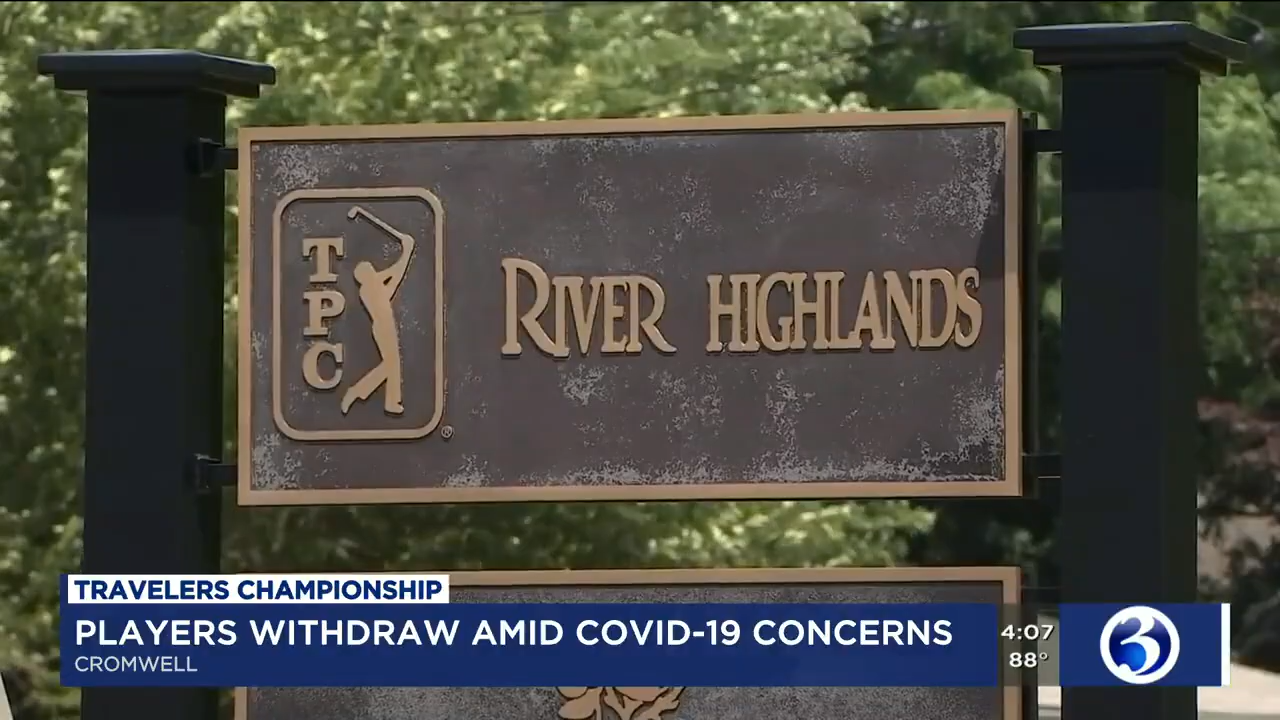 TPC
RIVER HIGHLANDS
®
TRAVELERS CHAMPIONSHIP
PLAYERS WITHDRAW AMID COVID-19 CONCERNS
CROMWELL
4:07
88°
3